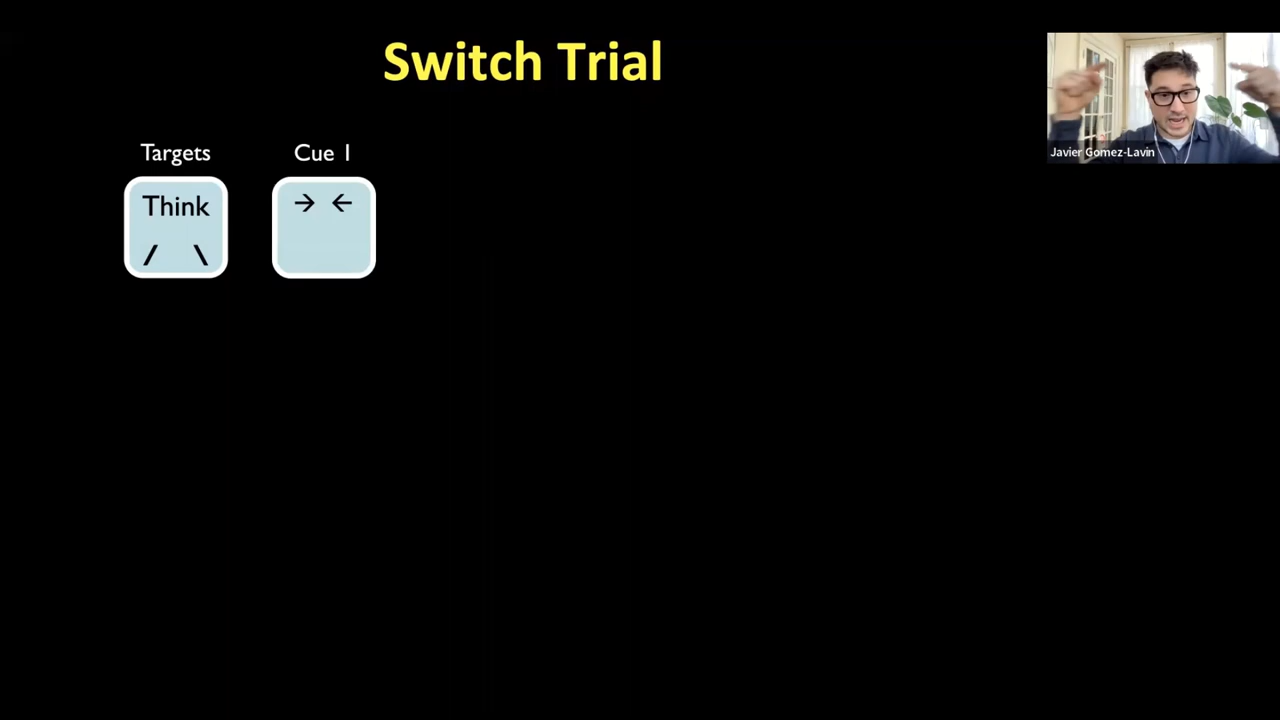 Switch Trial
Javier Gomez-Lavin
Targets
Cue 1
Think
→ ←
/ \